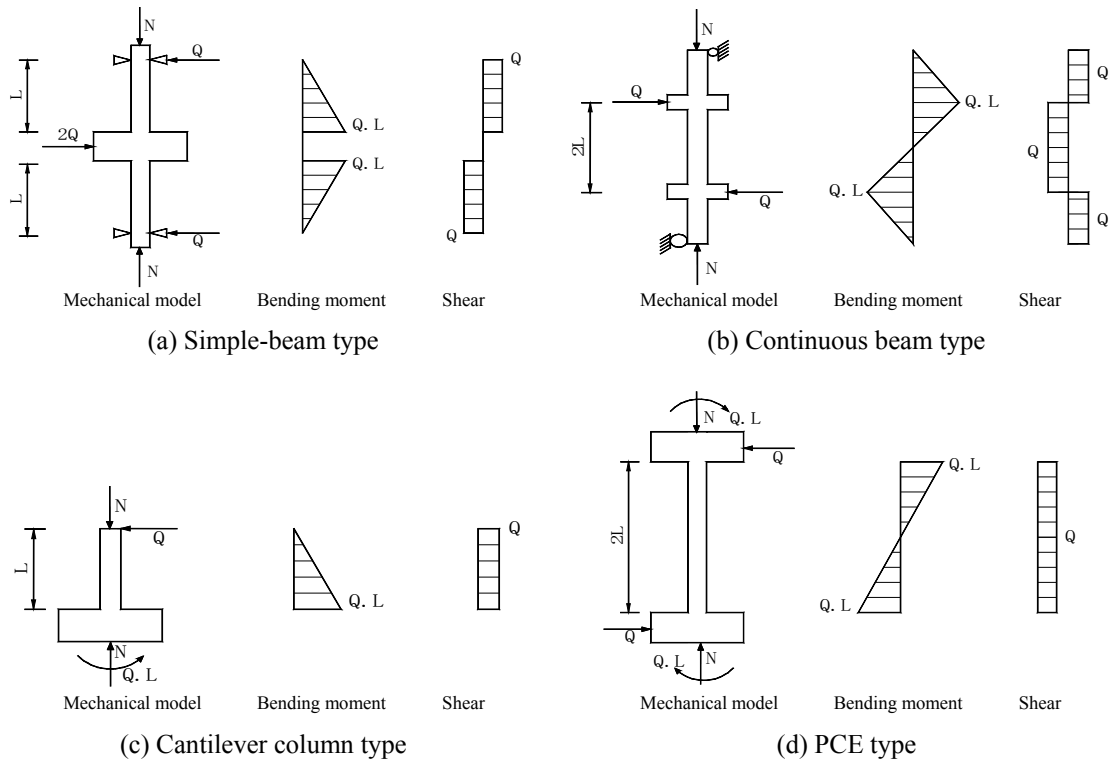 N
Q
L
2Q
L
Q
N
Q. L
Q. L
Q
Q
Mechanical model Bending moment Shear
(a) Simple-beam type
N
Q
2L
Q
N
Q. L
Q. L
Q
Q
Q
Mechanical model Bending moment Shear
(b) Continuous beam type
N
Q
L
N
Q. L
Q. L
Q
Mechanical model Bending moment Shear
(c) Cantilever column type
N
Q. L
Q
2L
Q
N
Q. L
Q. L
Q. L
Q
Mechanical model Bending moment Shear
(d) PCE type